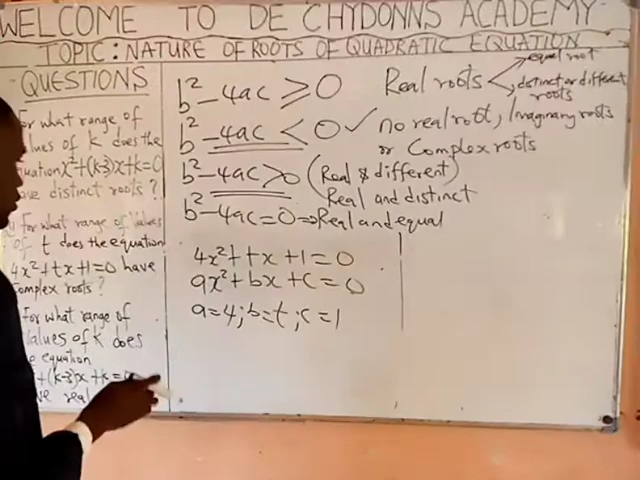 WELCOME TO DE CHYDONNS ACADEMY
TOPIC: NATURE OF ROOTS OF QUADRATIC EQUATION
QUESTIONS
For what range of
values of k does the
equation x²+(k-3)x+k=0
have distinct roots?
For what range of values
of t does the equation
4x²+tx+1=0 have
Complex roots?
For what range of
values of k does
equation
+(k-3)x+k=0
real
b²-4ac ≥ 0 Real roots
equal root
distinct or different
roots
b²-4ac < 0 ✓ no real root, Imaginary roots
or Complex roots
b²-4ac > 0 (Real & different)
Real and distinct
b²-4ac = 0 ⇒ Real and equal
4x²+tx+1=0
ax²+bx+c=0
a=4; b=t; c=1